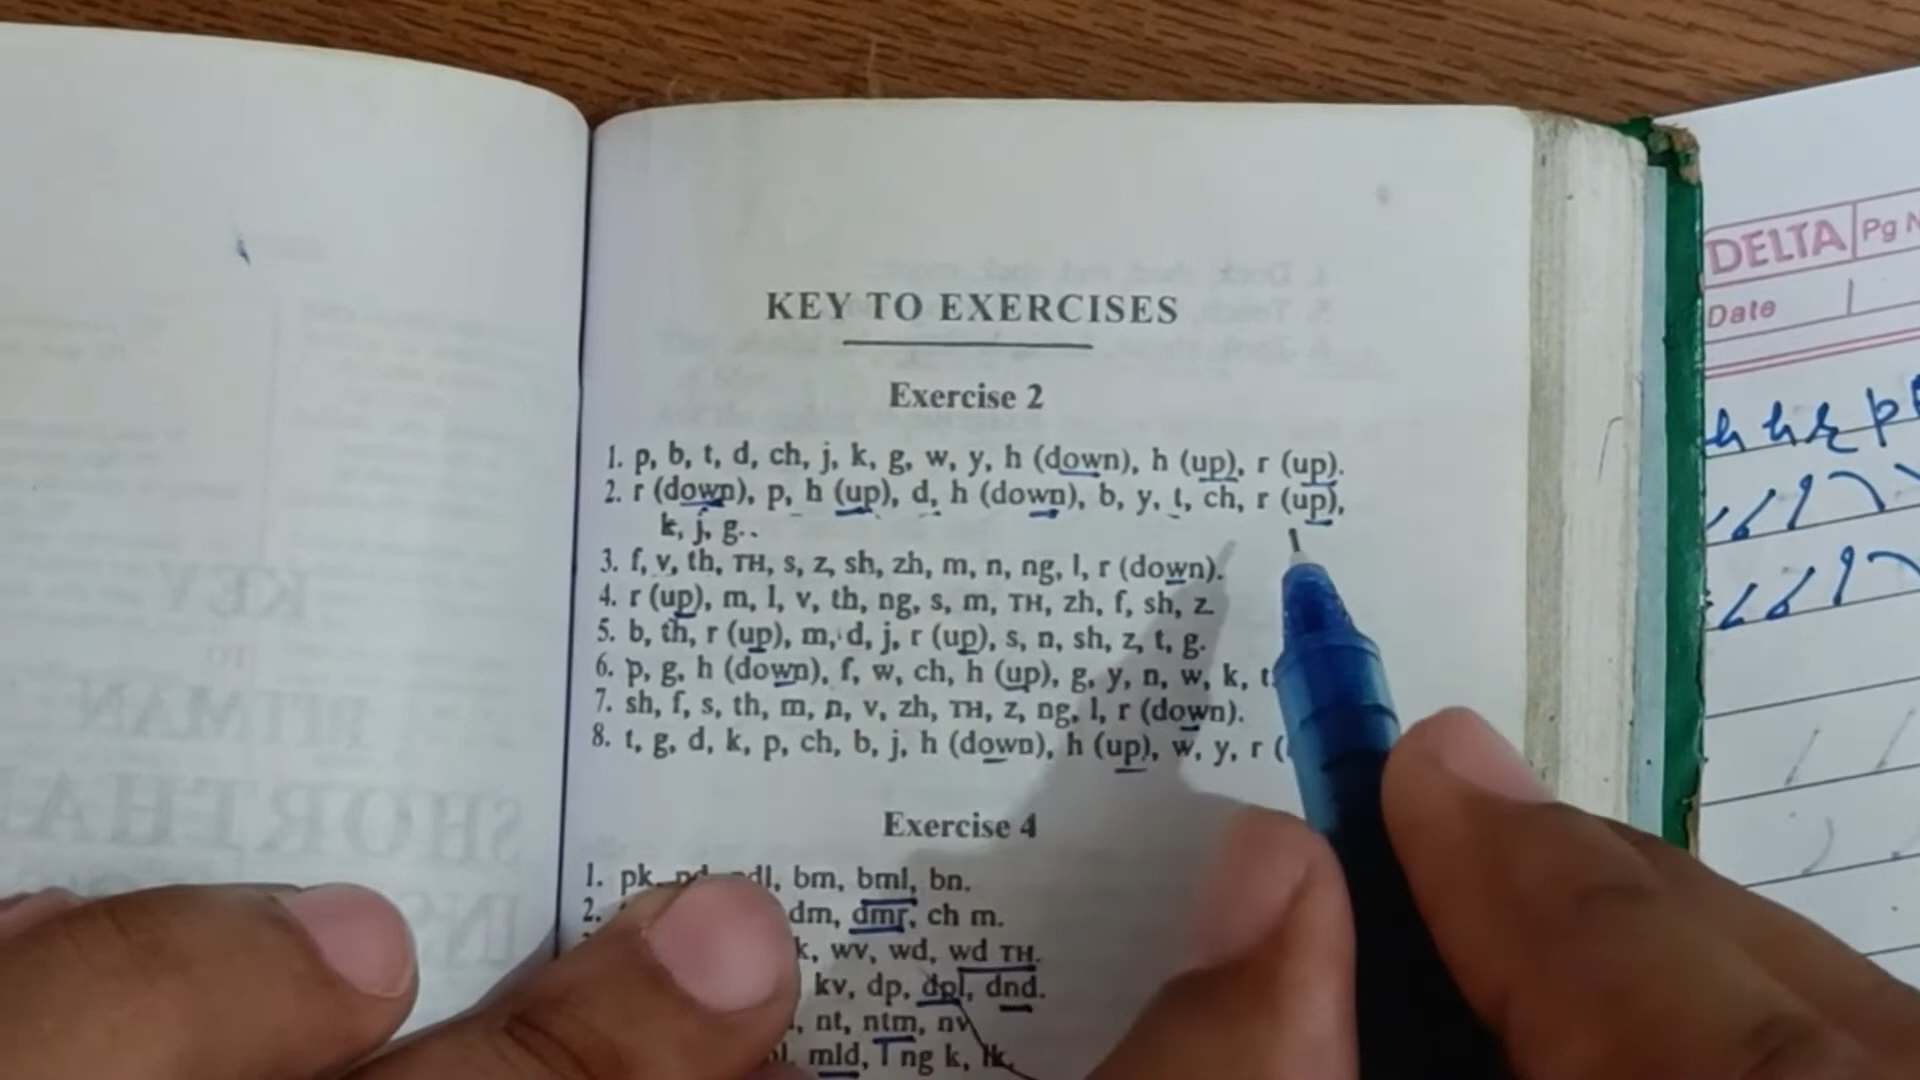 KEY TO EXERCISES
Exercise 2
1. p, b, t, d, ch, j, k, g, w, y, h (down), h (up), r (up).
2. r (down), p, h (up), d, h (down), b, y, t, ch, r (up),
k, j, g.
3. f, v, th, TH, s, z, sh, zh, m, n, ng, l, r (down).
4. r (up), m, l, v, th, ng, s, m, TH, zh, f, sh, z.
5. b, th, r (up), m, d, j, r (up), s, n, sh, z, t, g.
6. p, g, h (down), f, w, ch, h (up), g, y, n, w, k, t
7. sh, f, s, th, m, n, v, zh, TH, z, ng, l, r (down).
8. t, g, d, k, p, ch, b, j, h (down), h (up), w, y, r (
Exercise 4
1. pk, bm, bml, bn.
2. dm, dmr, ch m.
wv, wd, wd TH.
kv, dp, dpl, dnd.
nt, ntm, nv
mld, l ng k, lk.
DELTA
Pg N
Date
KEY
TO
PITMAN